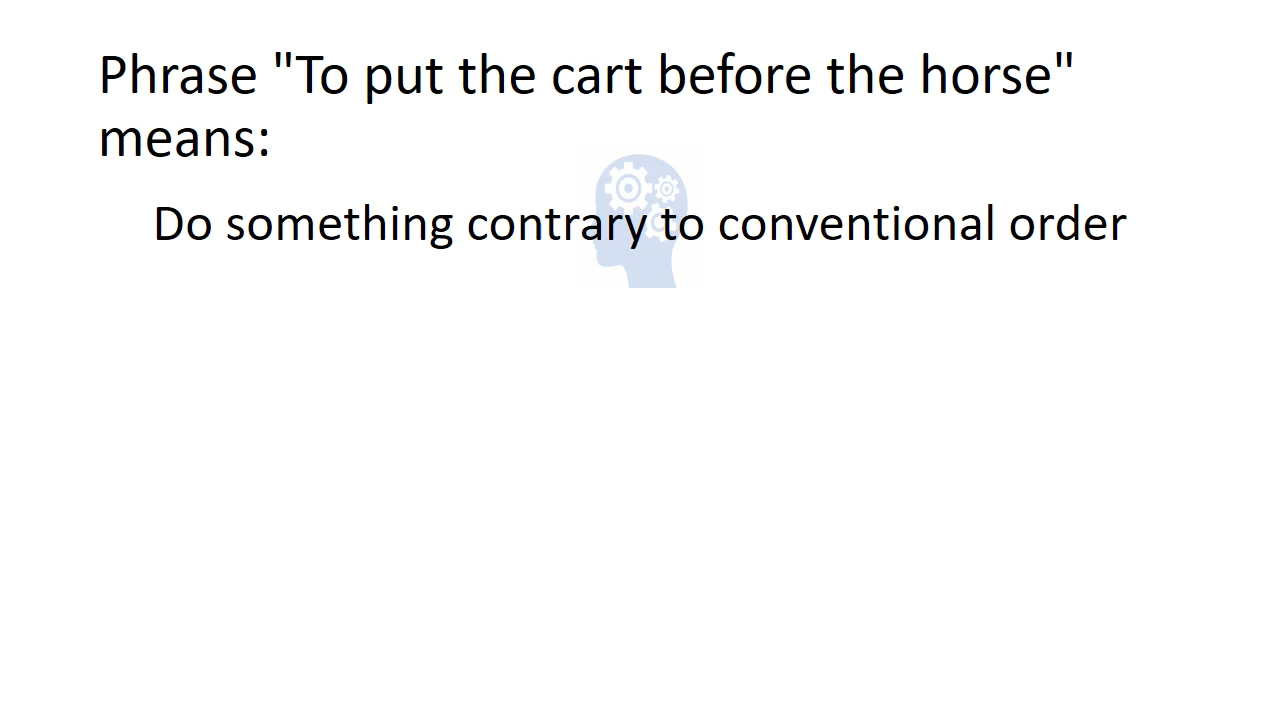 Phrase "To put the cart before the horse"
means:
Do something contrary to conventional order